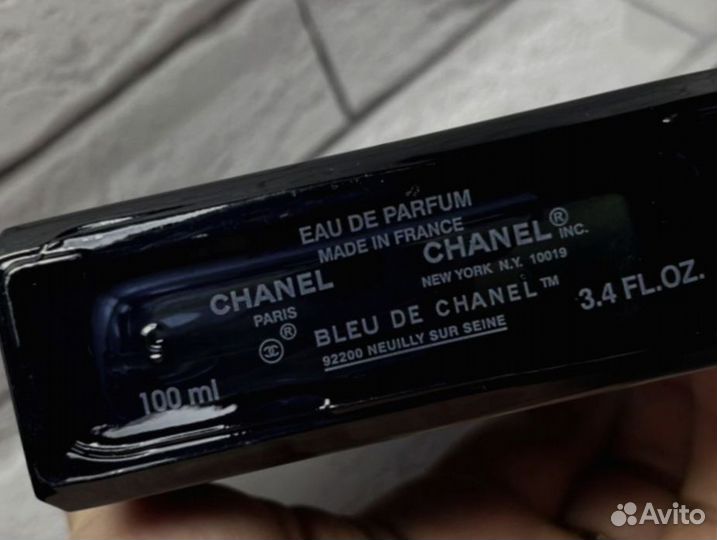 EAU DE PARFUM
MADE IN FRANCE
CHANEL
PARIS
CHANEL® INC.
NEW YORK N.Y. 10019
®
BLEU DE CHANEL™
92200 NEUILLY SUR SEINE
100 ml
3.4 FL.OZ.
Avito